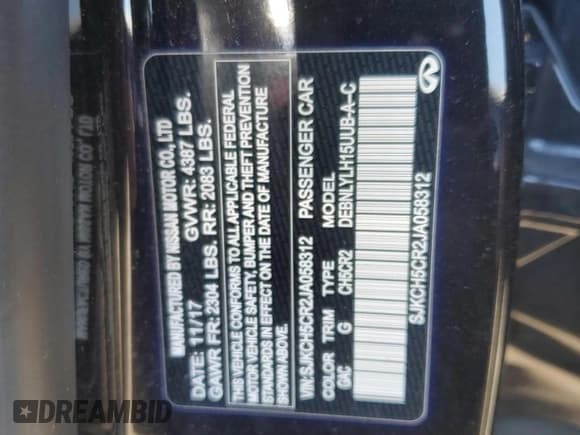 MANUFACTURED BY NISSAN MOTOR CO., LTD
DATE: 11/17 GVWR: 4387 LBS.
GAWR FR: 2304 LBS. RR: 2083 LBS.
THIS VEHICLE CONFORMS TO ALL APPLICABLE FEDERAL
MOTOR VEHICLE SAFETY, BUMPER AND THEFT PREVENTION
STANDARDS IN EFFECT ON THE DATE OF MANUFACTURE
SHOWN ABOVE.
VIN:SJKCH5CR2JA058312 PASSENGER CAR
COLOR TRIM TYPE MODEL
GAC G CH5CR2 DEBNLYLH15UUB-A-C
SJKCH5CR2JA058312
DREAMBID